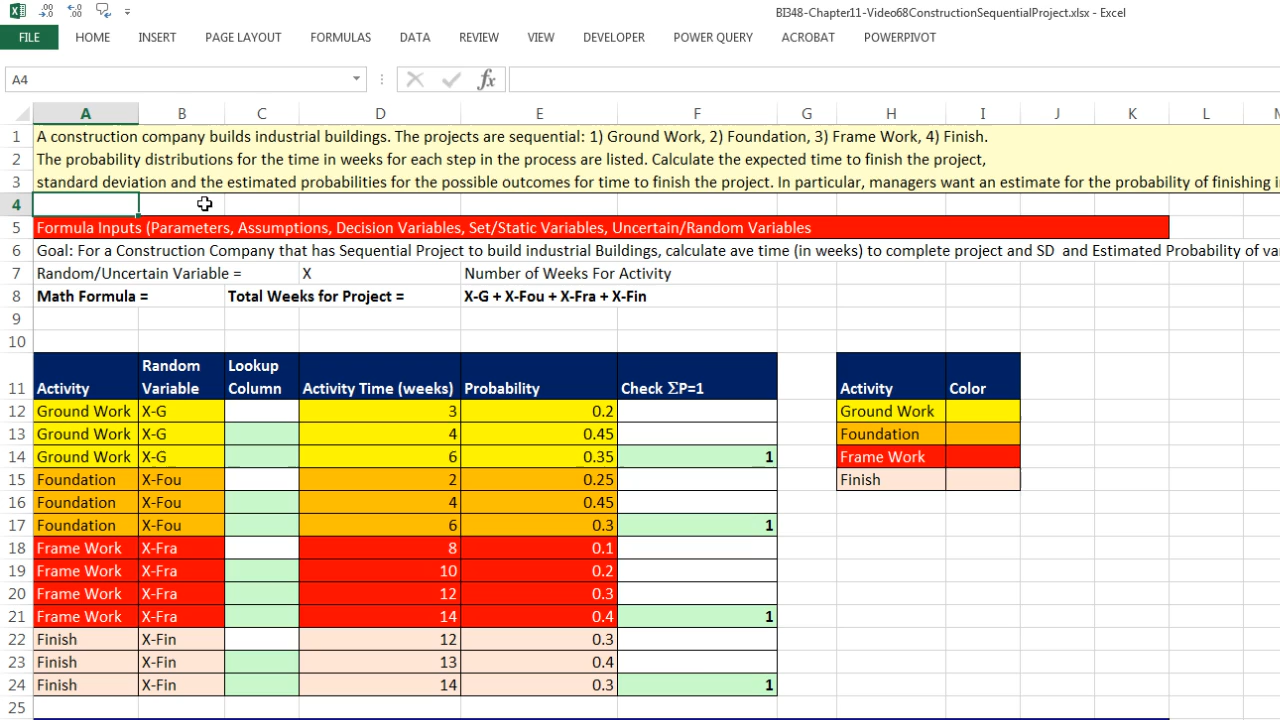 BI348-Chapter11-Video68ConstructionSequentialProject.xlsx - Excel
FILE HOME INSERT PAGE LAYOUT FORMULAS DATA REVIEW VIEW DEVELOPER POWER QUERY ACROBAT POWERPIVOT
A4 fx
A B C D E F G H I J K L M
1 A construction company builds industrial buildings. The projects are sequential: 1) Ground Work, 2) Foundation, 3) Frame Work, 4) Finish.
2 The probability distributions for the time in weeks for each step in the process are listed. Calculate the expected time to finish the project,
3 standard deviation and the estimated probabilities for the possible outcomes for time to finish the project. In particular, managers want an estimate for the probability of finishing
4
5 Formula Inputs (Parameters, Assumptions, Decision Variables, Set/Static Variables, Uncertain/Random Variables
6 Goal: For a Construction Company that has Sequential Project to build industrial Buildings, calculate ave time (in weeks) to complete project and SD and Estimated Probability of
7 Random/Uncertain Variable = X Number of Weeks For Activity
8 Math Formula = Total Weeks for Project = X-G + X-Fou + X-Fra + X-Fin
9
10
11 Activity Random Variable Lookup Column Activity Time (weeks) Probability Check ΣP=1 Activity Color
12 Ground Work X-G 3 0.2 Ground Work
13 Ground Work X-G 4 0.45 Foundation
14 Ground Work X-G 6 0.35 1 Frame Work
15 Foundation X-Fou 2 0.25 Finish
16 Foundation X-Fou 4 0.45
17 Foundation X-Fou 6 0.3 1
18 Frame Work X-Fra 8 0.1
19 Frame Work X-Fra 10 0.2
20 Frame Work X-Fra 12 0.3
21 Frame Work X-Fra 14 0.4 1
22 Finish X-Fin 12 0.3
23 Finish X-Fin 13 0.4
24 Finish X-Fin 14 0.3 1
25